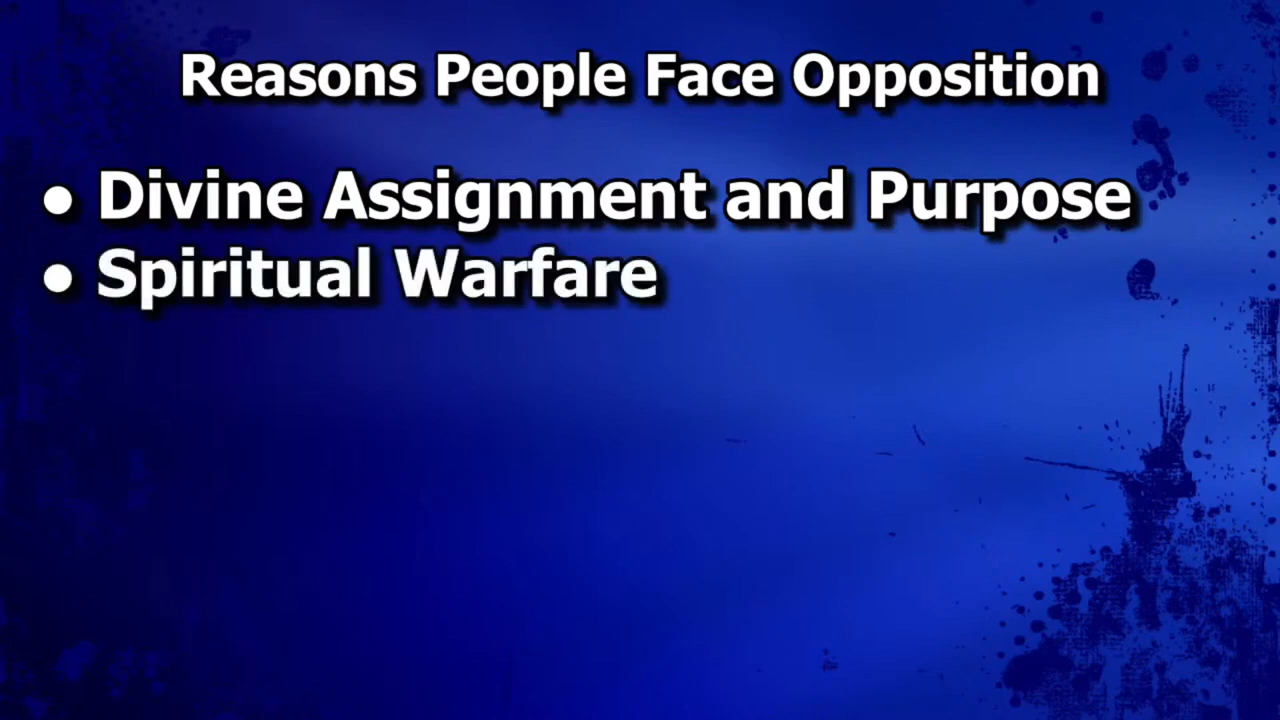 Reasons People Face Opposition
● Divine Assignment and Purpose
● Spiritual Warfare